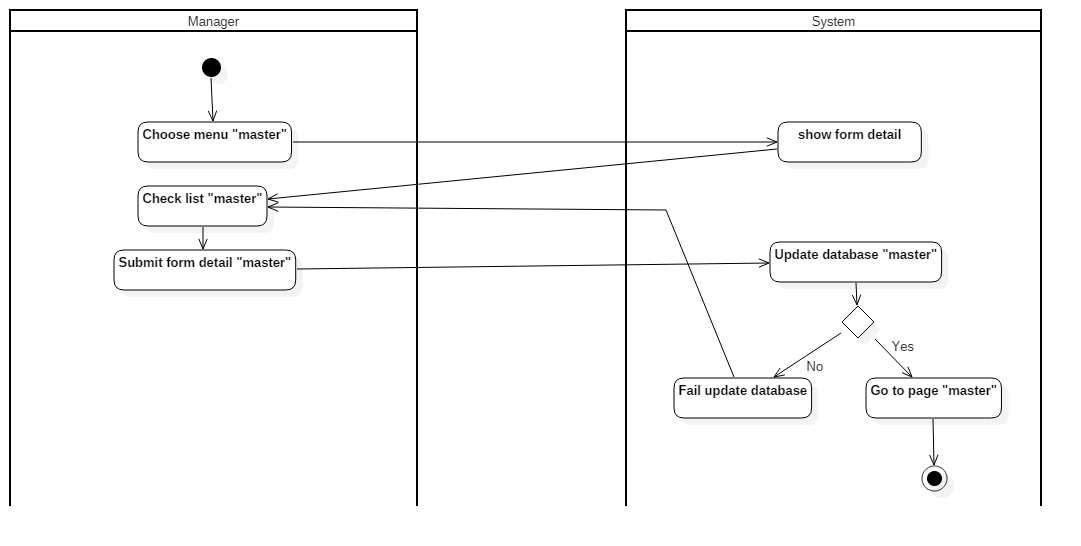 Manager
System
Choose menu "master"
show form detail
Check list "master"
Submit form detail "master"
Update database "master"
Yes
No
Fail update database
Go to page "master"